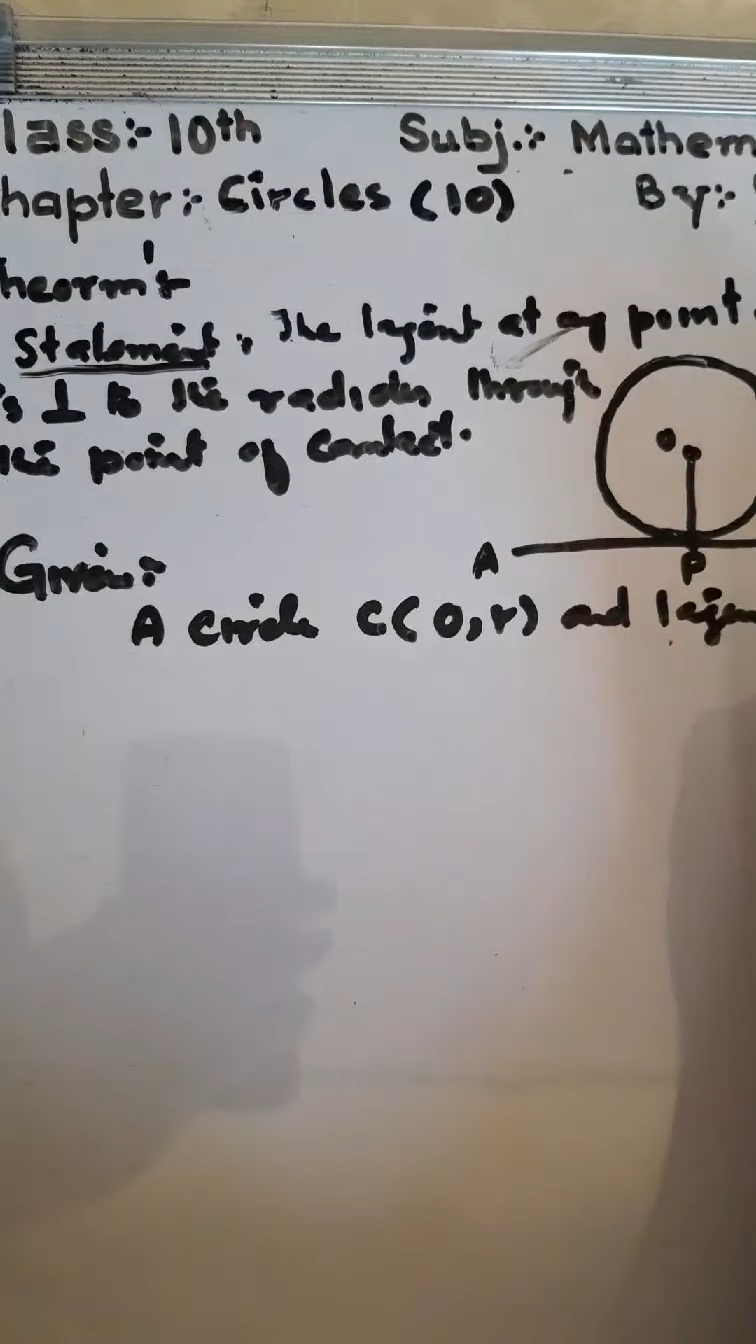 lass:- 10th Subj.:- Mathem
hapter:- Circles (10) By:-
heorm:-
Statement: The tangent at any point
is ⊥ to the radius through
the point of contact.
O
A P
Given:-
A circle C(O,r) and tangen